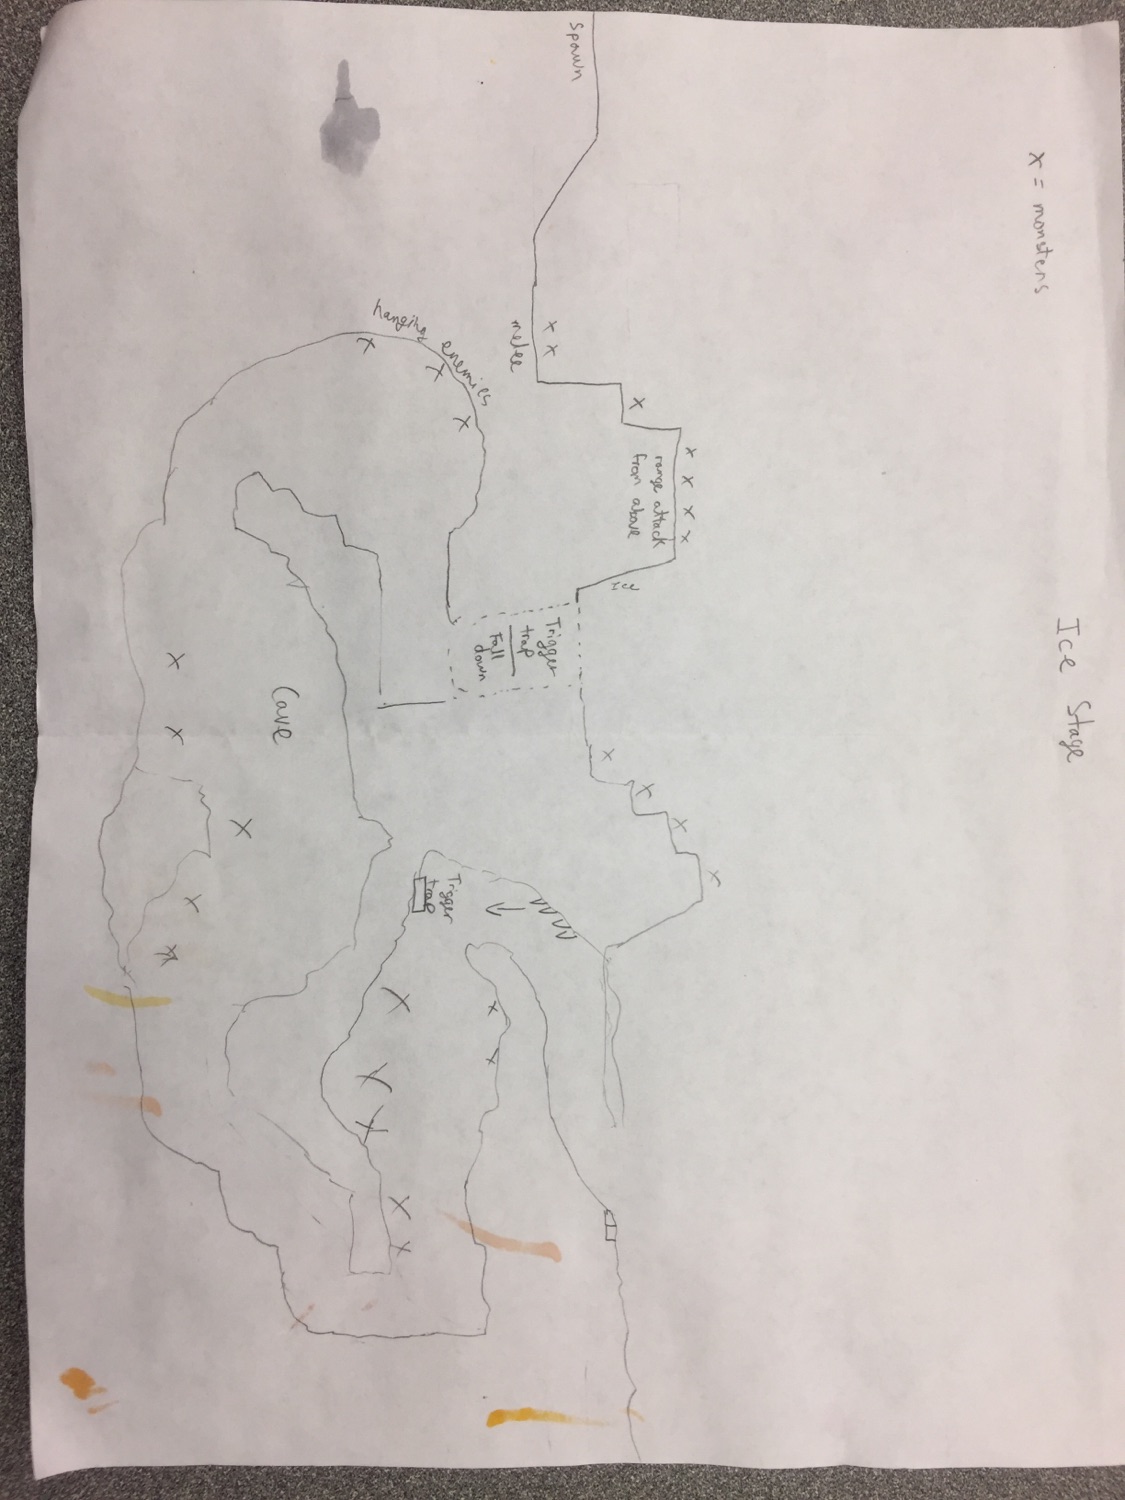 Ice Stage
x = monsters
range attack
from above
Ice
Spawn
melee
Trigger
trap
Fall
down
hanging enemies
Trigger
trap
Cave